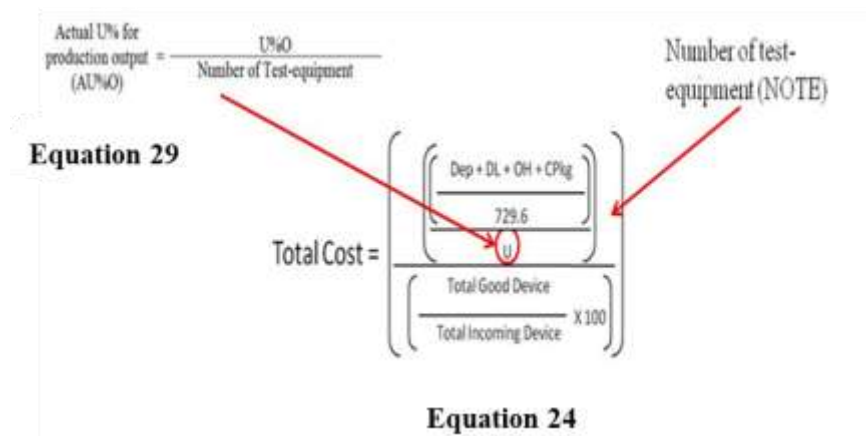 Actual U% for
production output = U%O
(AU%O) Number of Test-equipment
Number of test-
equipment (NOTE)
Equation 29
Dep + DL + OH + CPkg
729.6
U
Total Cost =
Total Good Device
Total Incoming Device X 100
Equation 24